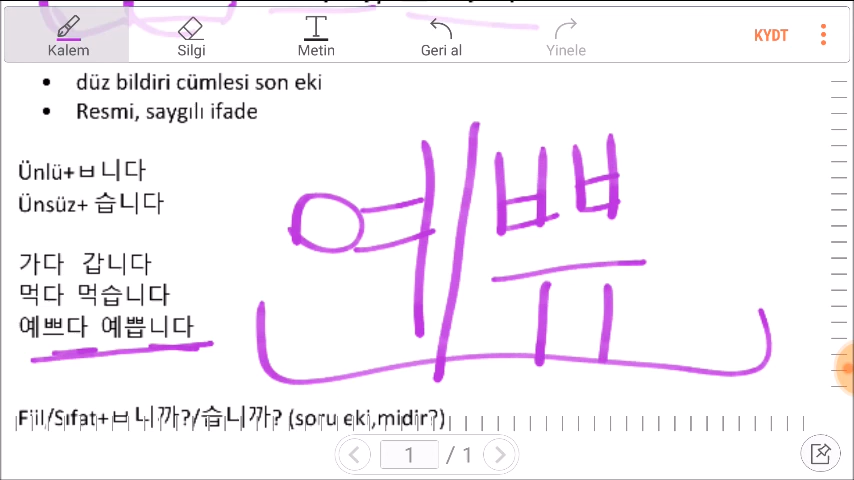 Kalem Silgi Metin Geri al Yinele KYDT
• düz bildiri cümlesi son eki
• Resmi, saygılı ifade
Ünlü+ㅂ니다
Ünsüz+ 습니다
가다 갑니다
먹다 먹습니다
예쁘다 예쁩니다
예쀼
Fiil/Sıfat+ㅂ니까?/습니까? (soru eki,midir?)
1 / 1